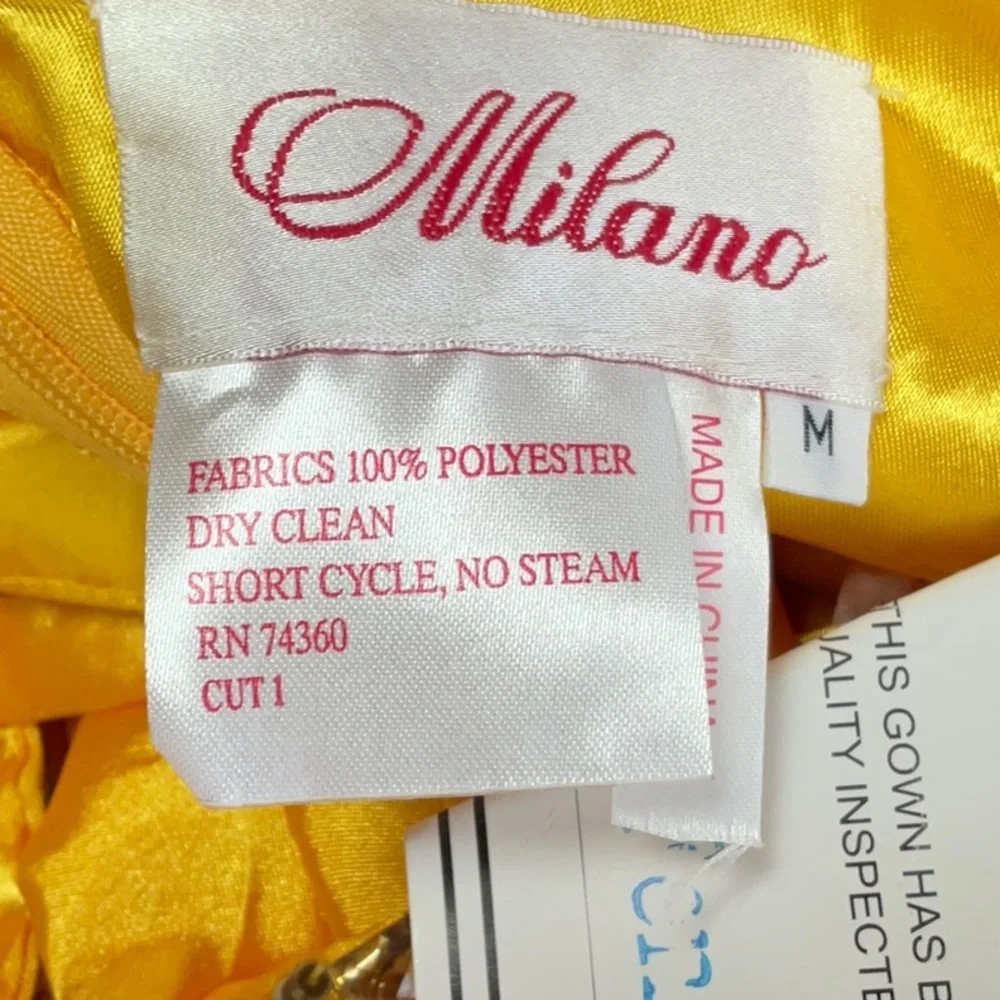 Milano
M
FABRICS 100% POLYESTER
DRY CLEAN
SHORT CYCLE, NO STEAM
RN 74360
CUT 1
MADE IN CHINA
THIS GOWN HAS
INSPECTE